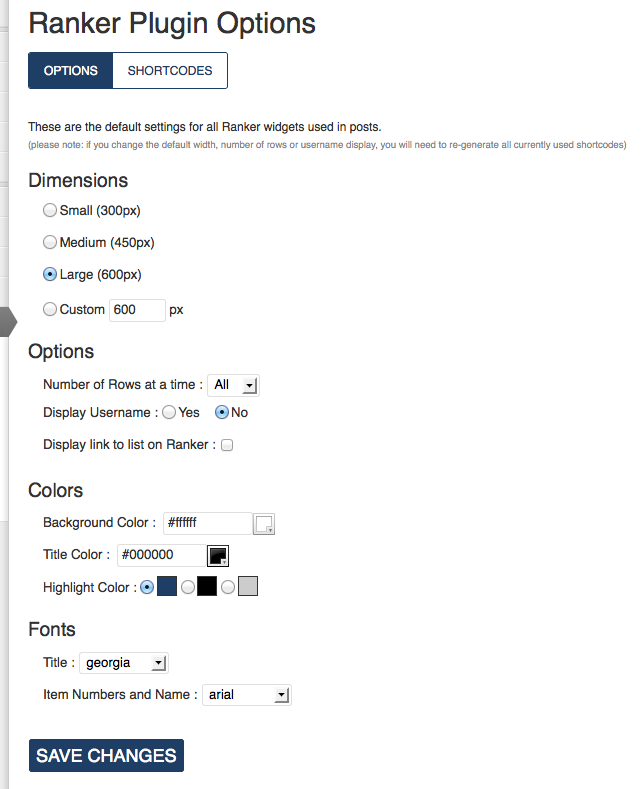 Ranker Plugin Options
OPTIONS SHORTCODES
These are the default settings for all Ranker widgets used in posts.
(please note: if you change the default width, number of rows or username display, you will need to re-generate all currently used shortcodes)
Dimensions
Small (300px)
Medium (450px)
Large (600px)
Custom 600 px
Options
Number of Rows at a time : All
Display Username : Yes No
Display link to list on Ranker :
Colors
Background Color : #ffffff
Title Color : #000000
Highlight Color :
Fonts
Title : georgia
Item Numbers and Name : arial
SAVE CHANGES